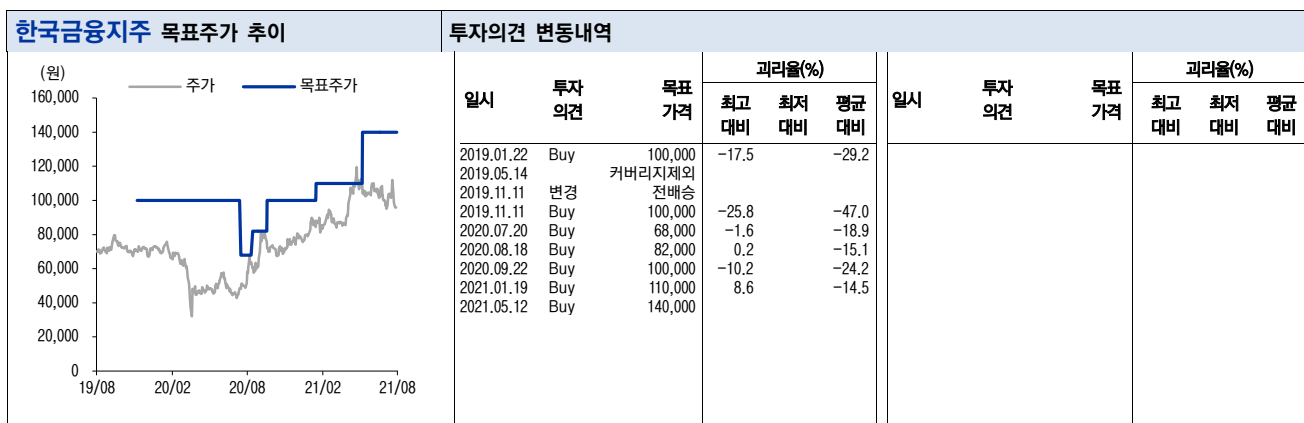 한국금융지주 목표주가 추이
투자의견 변동내역
(원)
주가
목표주가
160,000
140,000
120,000
100,000
80,000
60,000
40,000
20,000
0
19/08 20/02 20/08 21/02 21/08
일시 투자의견 목표가격 괴리율(%)
최고대비 최저대비 평균대비
2019.01.22 Buy 100,000 −17.5 −29.2
2019.05.14 커버리지제외
2019.11.11 변경 전배승
2019.11.11 Buy 100,000 −25.8 −47.0
2020.07.20 Buy 68,000 −1.6 −18.9
2020.08.18 Buy 82,000 0.2 −15.1
2020.09.22 Buy 100,000 −10.2 −24.2
2021.01.19 Buy 110,000 8.6 −14.5
2021.05.12 Buy 140,000
일시 투자의견 목표가격 괴리율(%)
최고대비 최저대비 평균대비